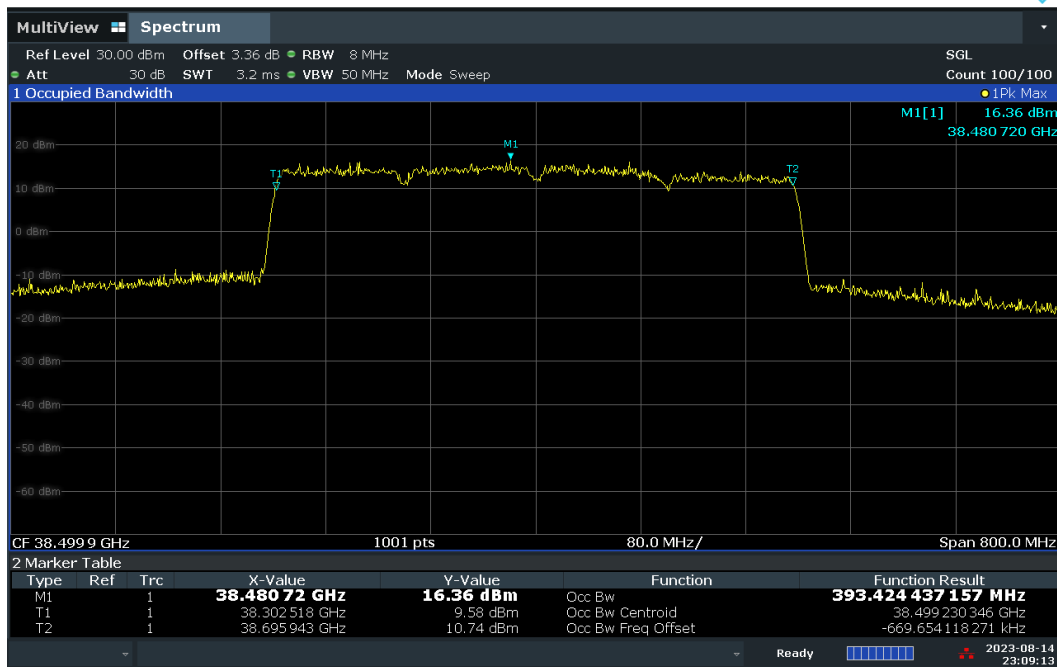 MultiView Spectrum
Ref Level 30.00 dBm Offset 3.36 dB RBW 8 MHz SGL
Att 30 dB SWT 3.2 ms VBW 50 MHz Mode Sweep Count 100/100
1 Occupied Bandwidth 1Pk Max
M1[1] 16.36 dBm
38.480 720 GHz
20 dBm
M1
T1
T2
10 dBm
0 dBm
-10 dBm
-20 dBm
-30 dBm
-40 dBm
-50 dBm
-60 dBm
CF 38.499 9 GHz 1001 pts 80.0 MHz/ Span 800.0 MHz
2 Marker Table
Type Ref Trc X-Value Y-Value Function Function Result
M1 1 38.480 72 GHz 16.36 dBm Occ Bw 393.424 437 157 MHz
T1 1 38.302 518 GHz 9.58 dBm Occ Bw Centroid 38.499 230 346 GHz
T2 1 38.695 943 GHz 10.74 dBm Occ Bw Freq Offset -669.654 118 271 kHz
Ready 2023-08-14
23:09:13